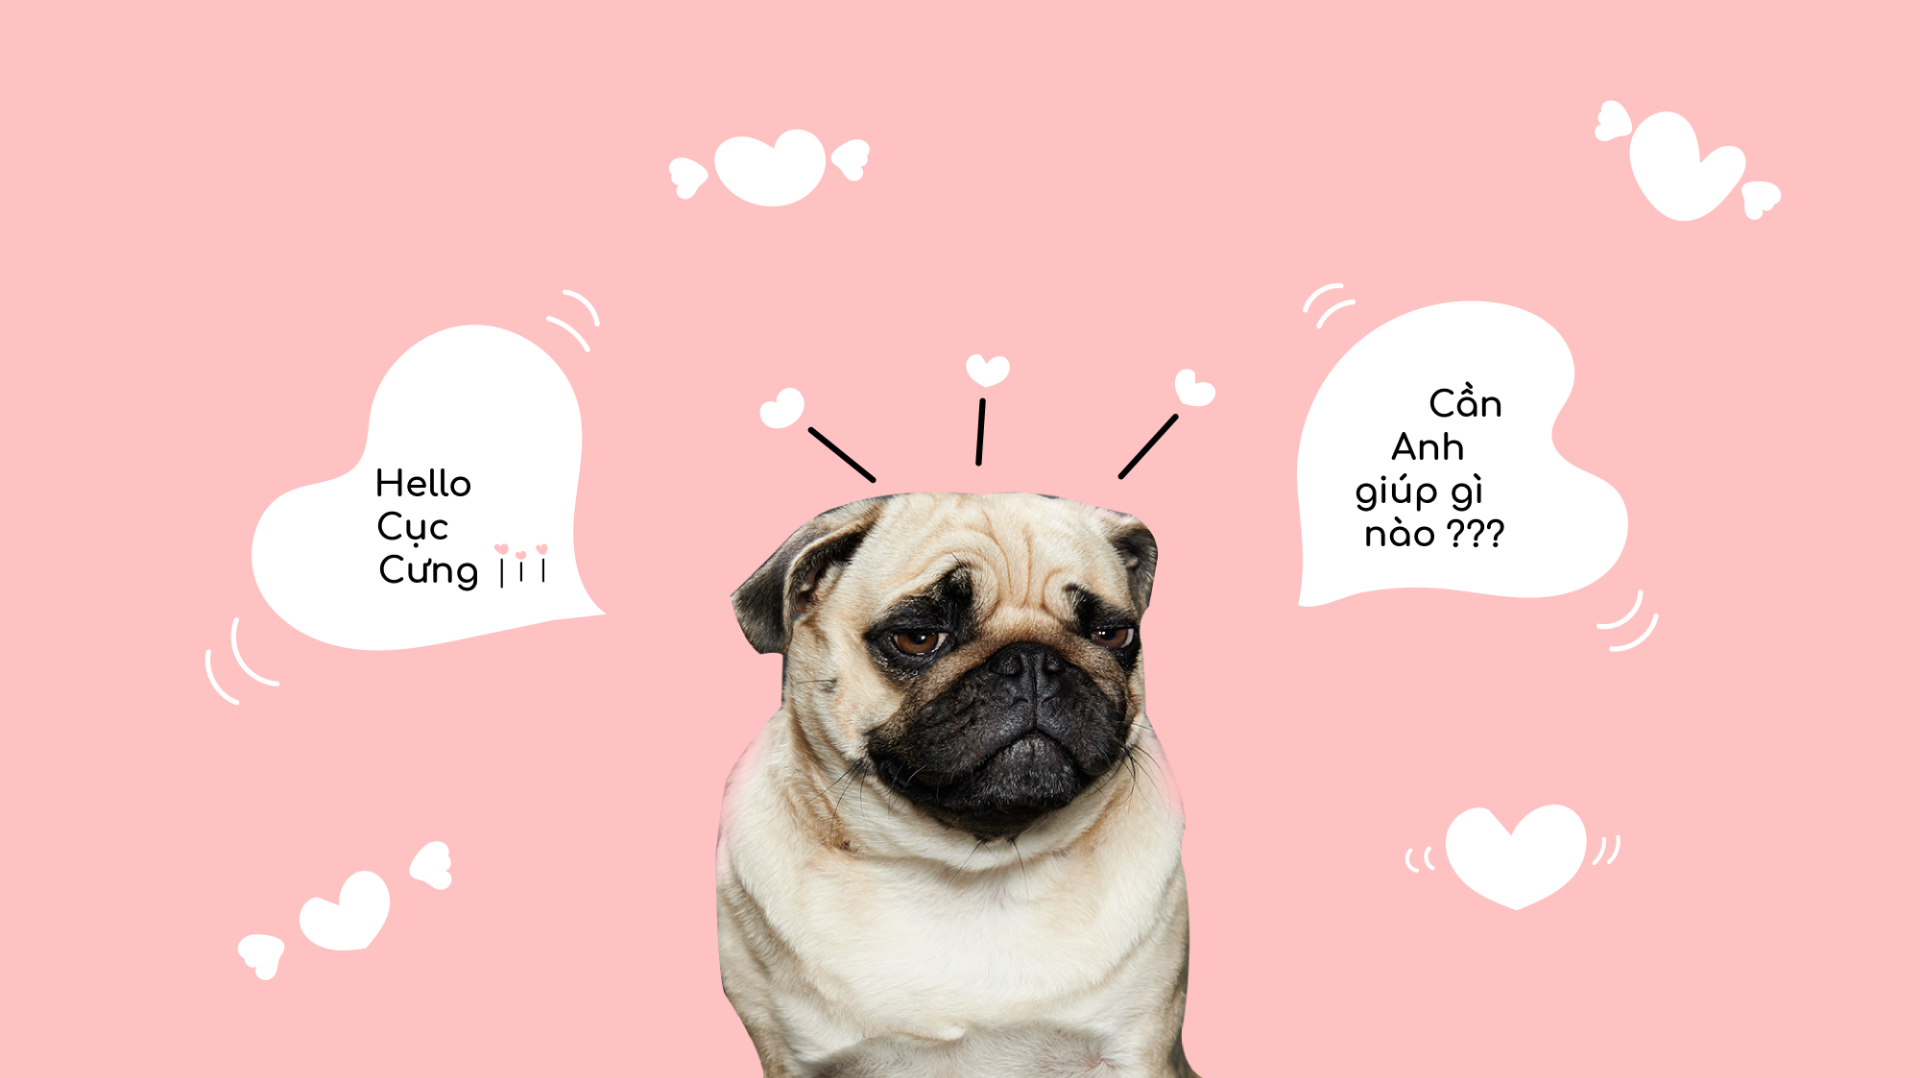 Hello
Cục
Cưng
Cần
Anh
giúp gì
nào ???